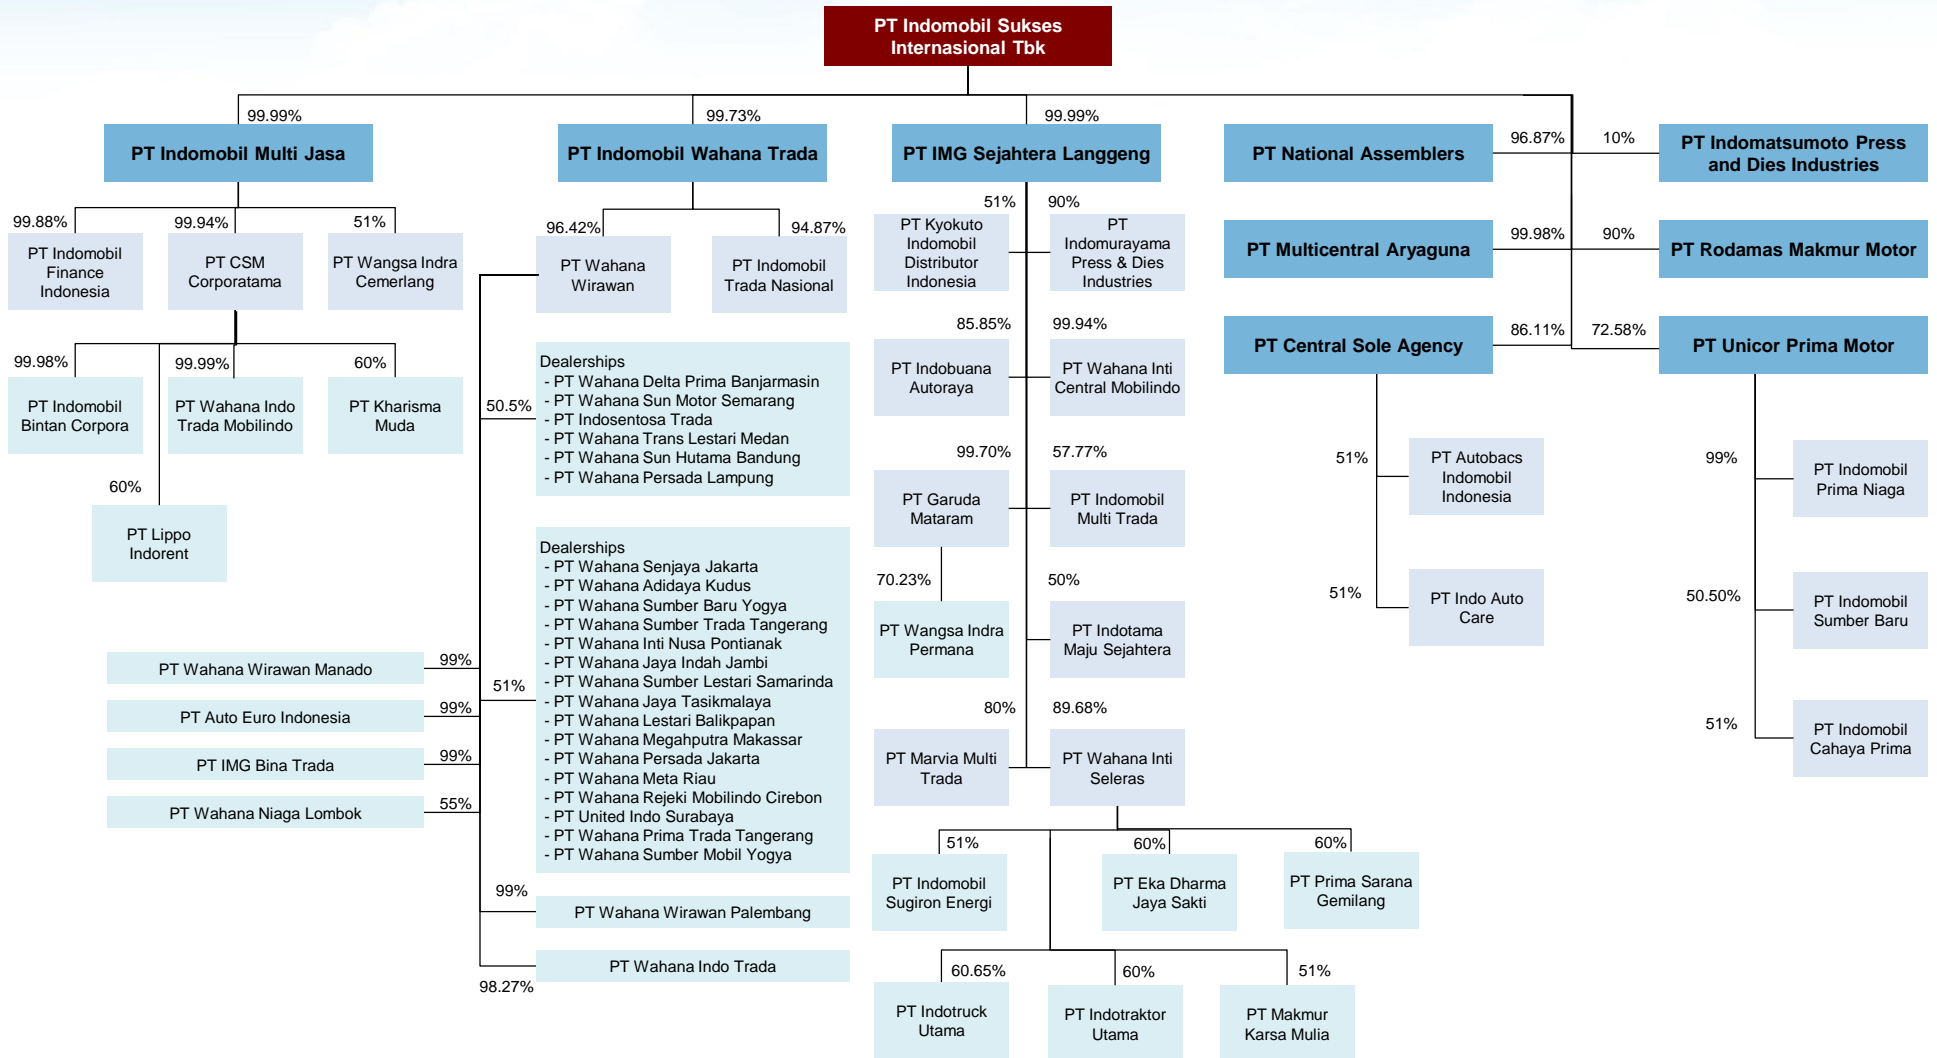 PT Indomobil Sukses
Internasional Tbk
99.99%
PT Indomobil Multi Jasa
99.88%
PT Indomobil
Finance
Indonesia
99.94%
PT CSM
Corporatama
51%
PT Wangsa Indra
Cemerlang
99.98%
PT Indomobil
Bintan Corpora
99.99%
PT Wahana Indo
Trada Mobilindo
60%
PT Kharisma
Muda
60%
PT Lippo
Indorent
99.73%
PT Indomobil Wahana Trada
96.42%
PT Wahana
Wirawan
94.87%
PT Indomobil
Trada Nasional
50.5%
Dealerships
- PT Wahana Delta Prima Banjarmasin
- PT Wahana Sun Motor Semarang
- PT Indosentosa Trada
- PT Wahana Trans Lestari Medan
- PT Wahana Sun Hutama Bandung
- PT Wahana Persada Lampung
51%
Dealerships
- PT Wahana Senjaya Jakarta
- PT Wahana Adidaya Kudus
- PT Wahana Sumber Baru Yogya
- PT Wahana Sumber Trada Tangerang
- PT Wahana Inti Nusa Pontianak
- PT Wahana Jaya Indah Jambi
- PT Wahana Sumber Lestari Samarinda
- PT Wahana Jaya Tasikmalaya
- PT Wahana Lestari Balikpapan
- PT Wahana Megahputra Makassar
- PT Wahana Persada Jakarta
- PT Wahana Meta Riau
- PT Wahana Rejeki Mobilindo Cirebon
- PT United Indo Surabaya
- PT Wahana Prima Trada Tangerang
- PT Wahana Sumber Mobil Yogya
PT Wahana Wirawan Manado
99%
PT Auto Euro Indonesia
99%
PT IMG Bina Trada
99%
PT Wahana Niaga Lombok
55%
99%
PT Wahana Wirawan Palembang
PT Wahana Indo Trada
98.27%
99.99%
PT IMG Sejahtera Langgeng
51%
PT Kyokuto
Indomobil
Distributor
Indonesia
90%
PT
Indomurayama
Press & Dies
Industries
85.85%
PT Indobuana
Autoraya
99.94%
PT Wahana Inti
Central Mobilindo
99.70%
PT Garuda
Mataram
57.77%
PT Indomobil
Multi Trada
70.23%
PT Wangsa Indra
Permana
50%
PT Indotama
Maju Sejahtera
80%
PT Marvia Multi
Trada
89.68%
PT Wahana Inti
Seleras
51%
PT Indomobil
Sugiron Energi
60%
PT Eka Dharma
Jaya Sakti
60%
PT Prima Sarana
Gemilang
60.65%
PT Indotruck
Utama
60%
PT Indotraktor
Utama
51%
PT Makmur
Karsa Mulia
PT National Assemblers
96.87%
10%
PT Indomatsumoto Press
and Dies Industries
PT Multicentral Aryaguna
99.98%
90%
PT Rodamas Makmur Motor
PT Central Sole Agency
86.11%
72.58%
PT Unicor Prima Motor
51%
PT Autobacs
Indomobil
Indonesia
51%
PT Indo Auto
Care
99%
PT Indomobil
Prima Niaga
50.50%
PT Indomobil
Sumber Baru
51%
PT Indomobil
Cahaya Prima